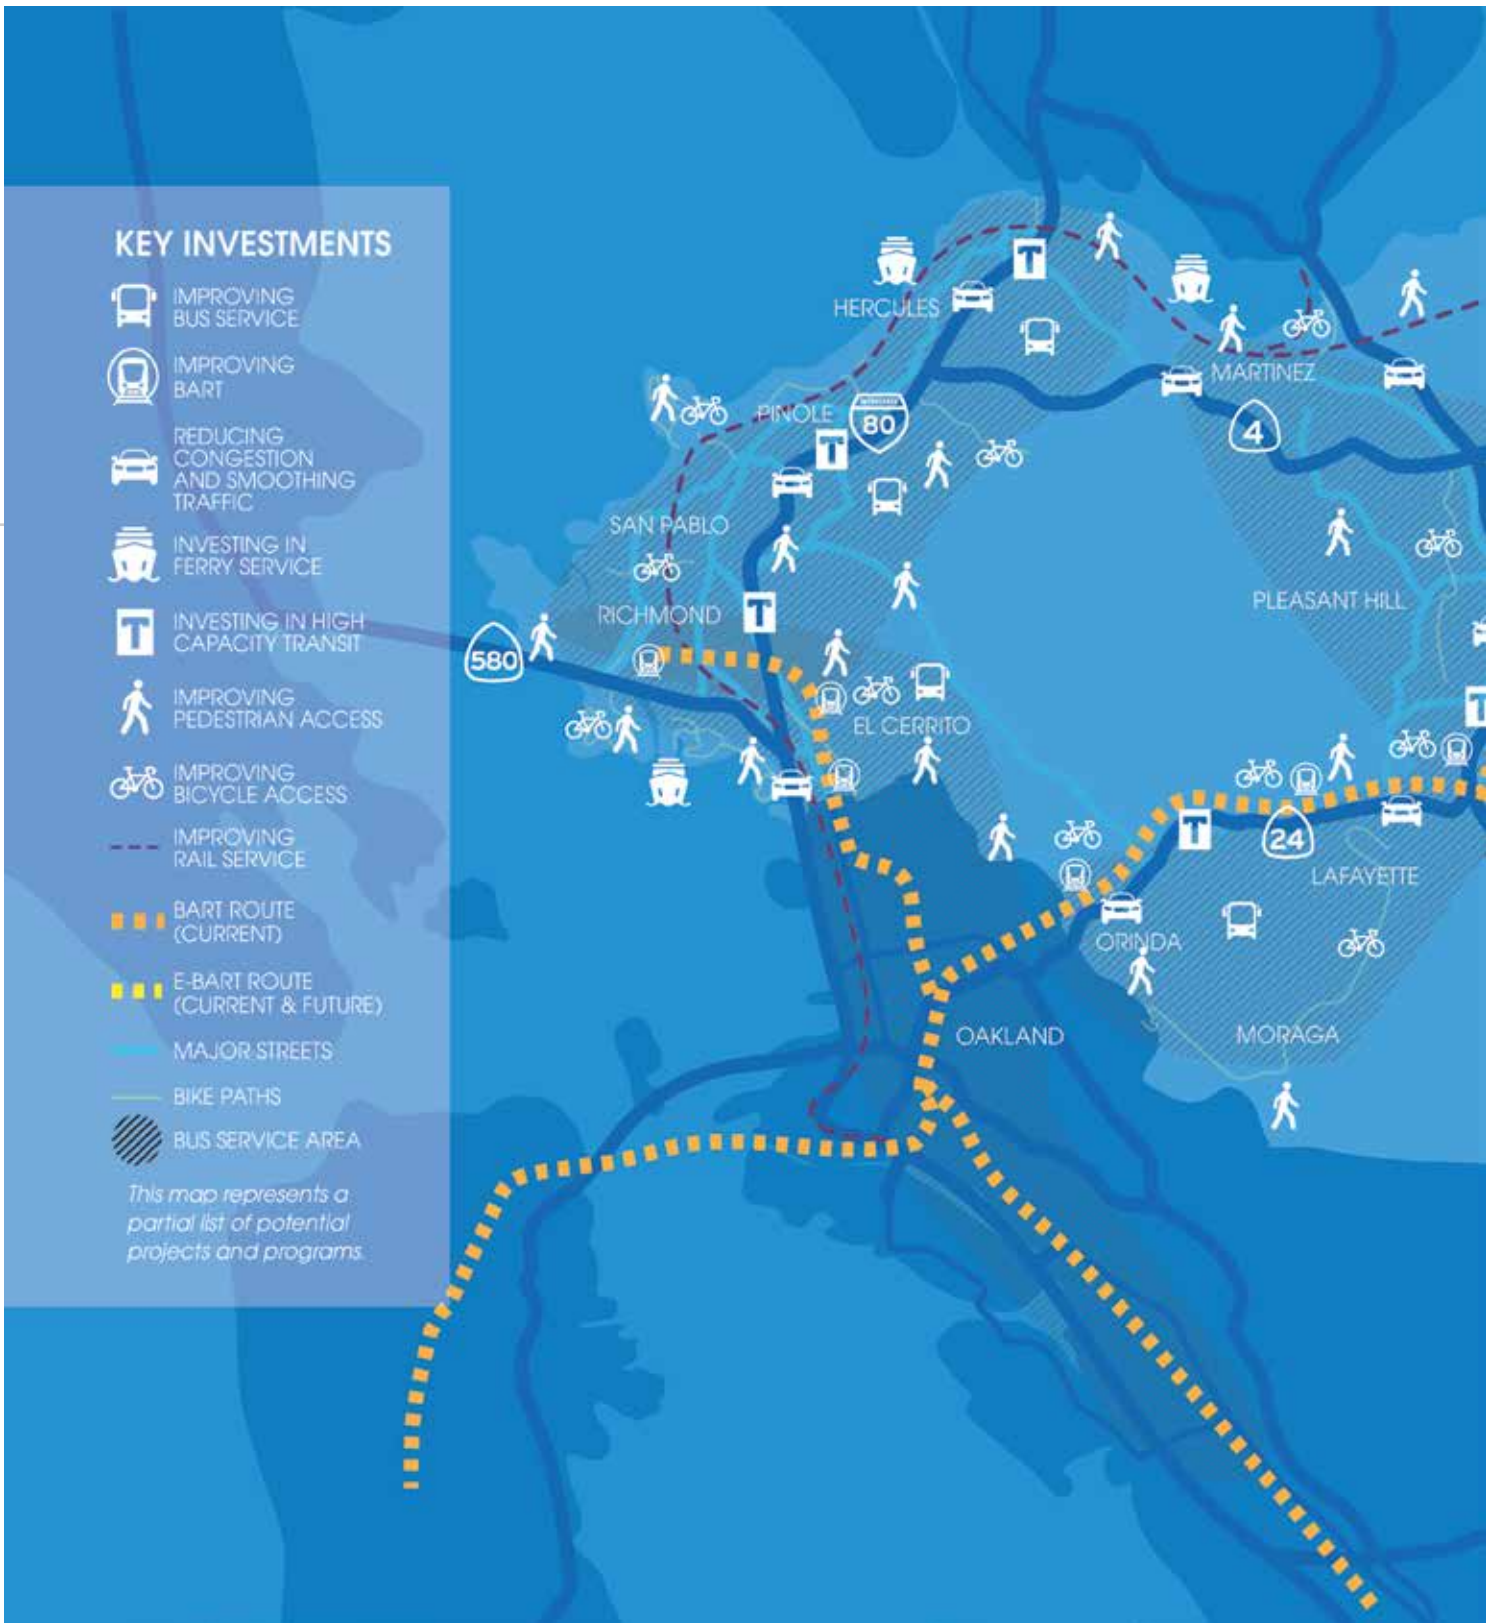 KEY INVESTMENTS
IMPROVING
BUS SERVICE
IMPROVING
BART
REDUCING
CONGESTION
AND SMOOTHING
TRAFFIC
INVESTING IN
FERRY SERVICE
T
INVESTING IN HIGH
CAPACITY TRANSIT
IMPROVING
PEDESTRIAN ACCESS
IMPROVING
BICYCLE ACCESS
IMPROVING
RAIL SERVICE
BART ROUTE
(CURRENT)
E-BART ROUTE
(CURRENT & FUTURE)
MAJOR STREETS
BIKE PATHS
BUS SERVICE AREA
This map represents a
partial list of potential
projects and programs.
T
HERCULES
MARTINEZ
PINOLE
80
4
T
SAN PABLO
PLEASANT HILL
RICHMOND
T
580
T
EL CERRITO
T
24
LAFAYETTE
ORINDA
OAKLAND
MORAGA